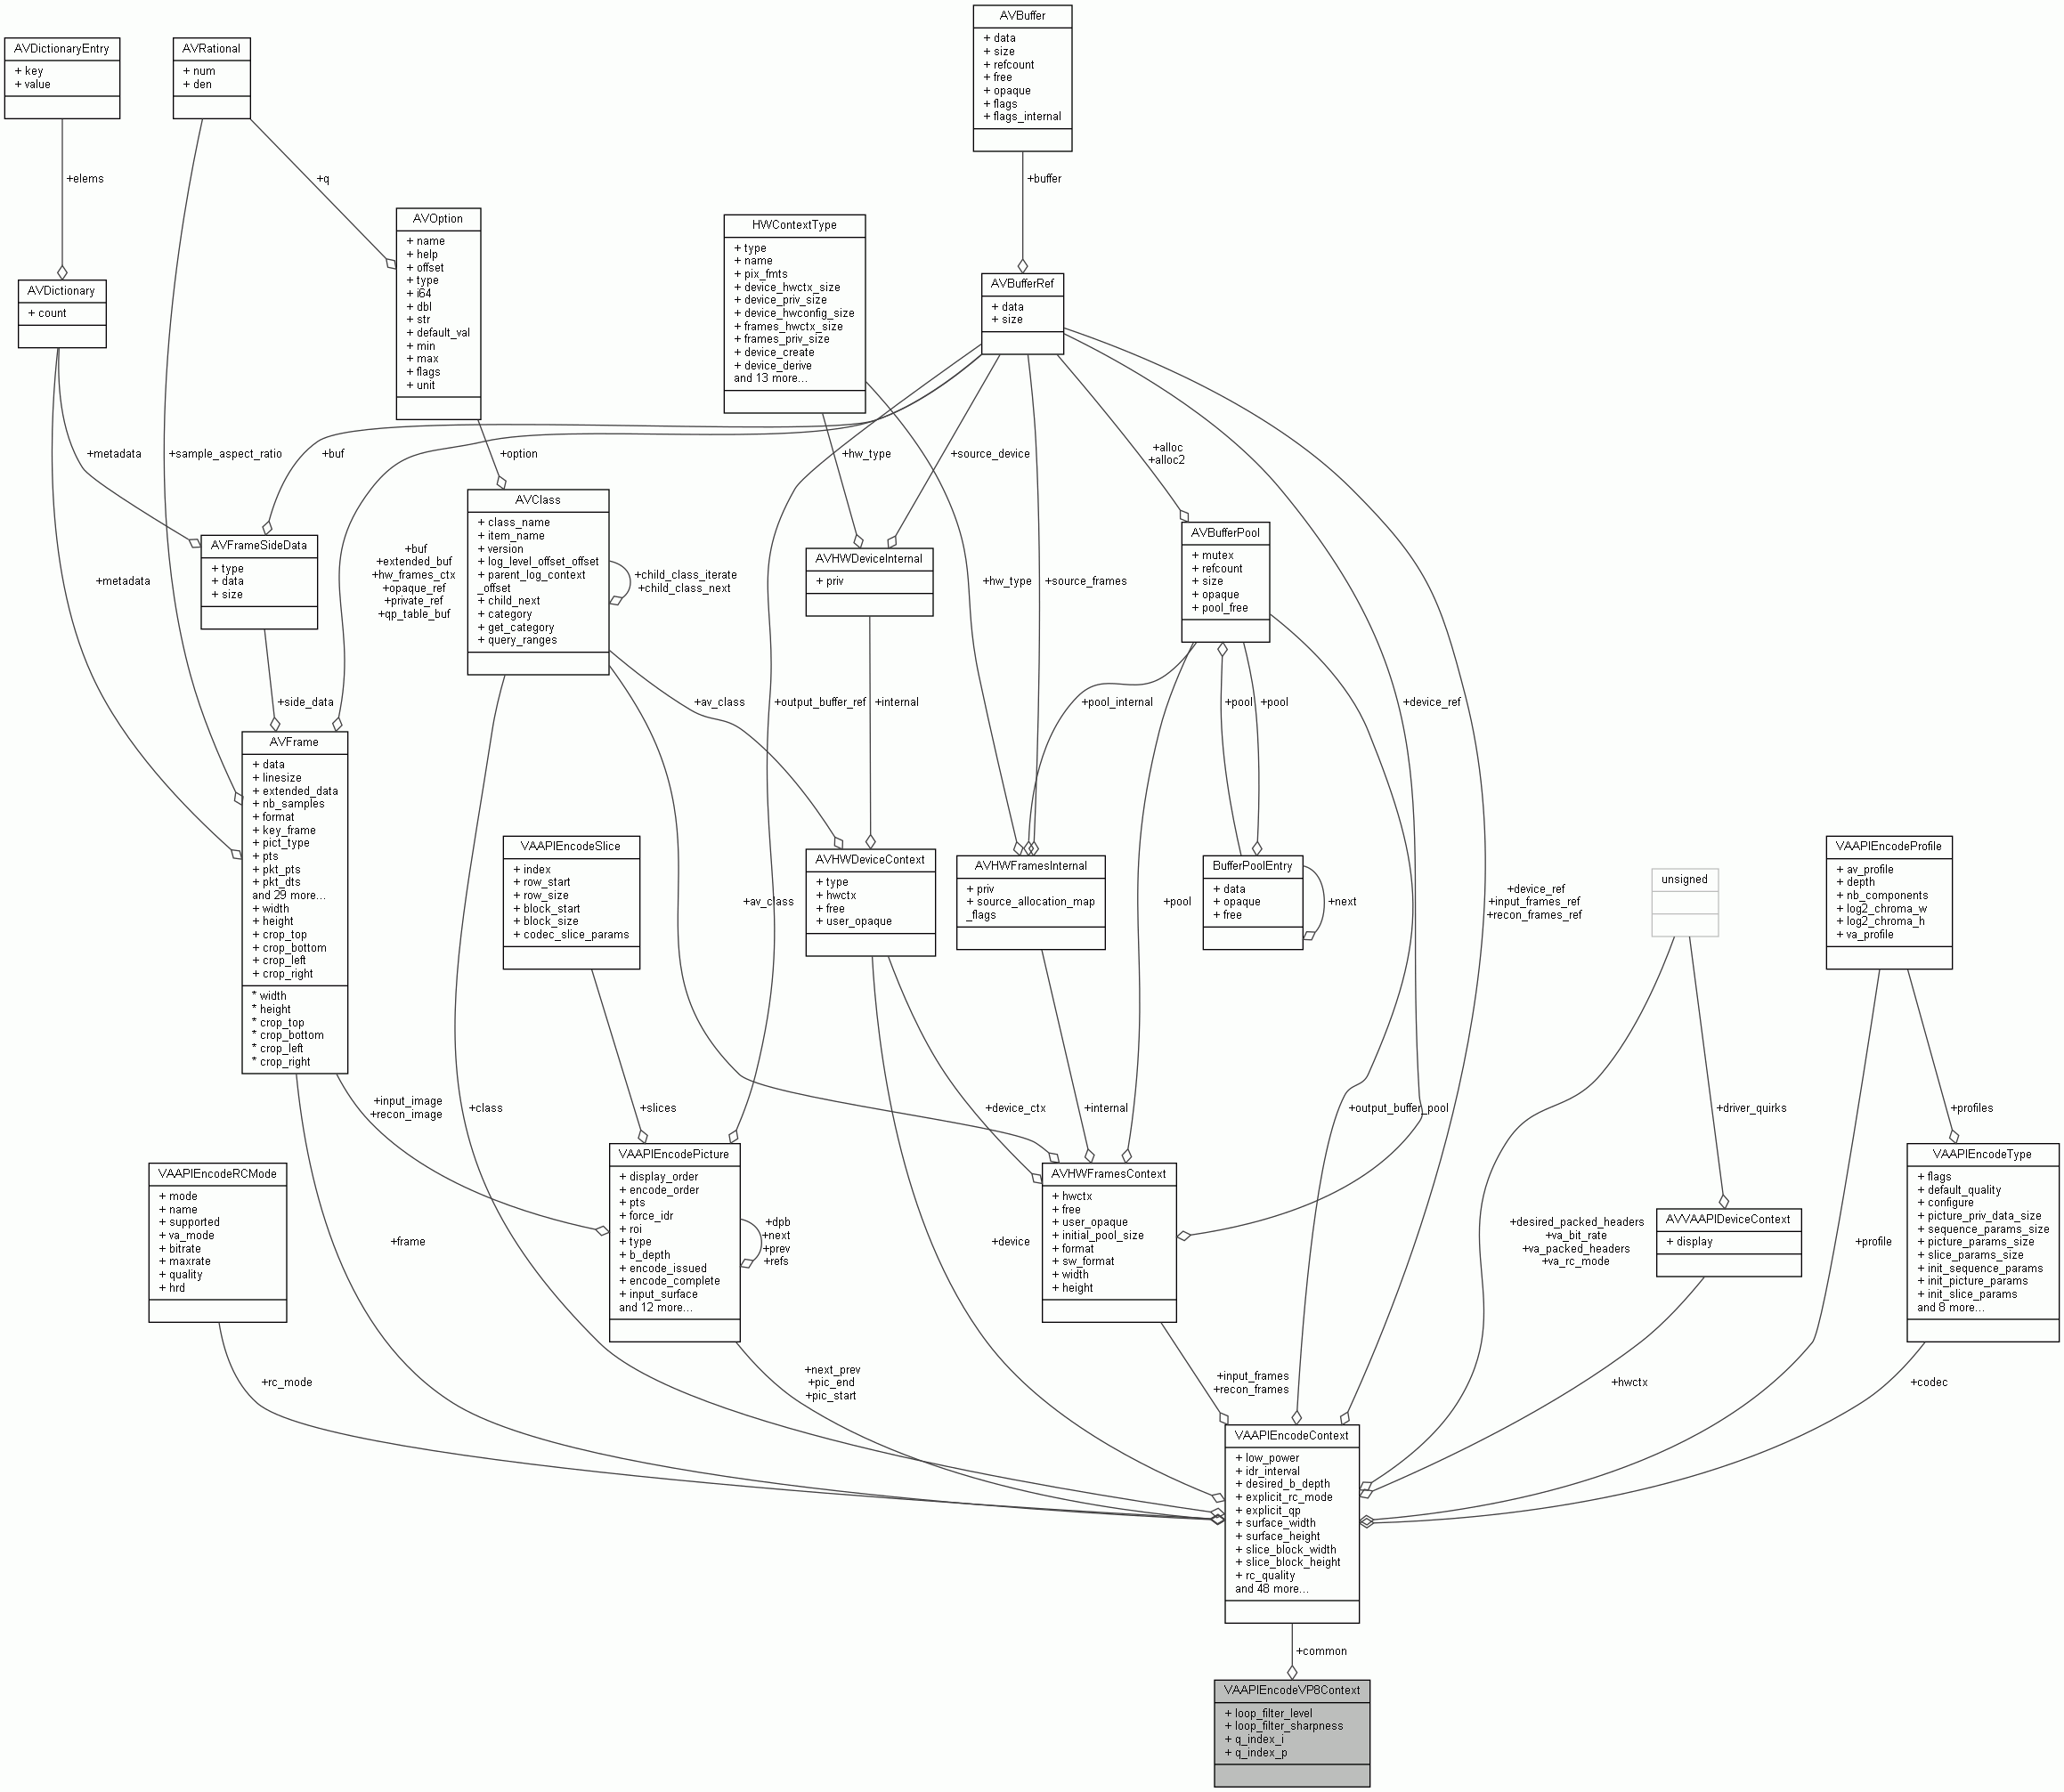 AVBuffer
+ data
+ size
+ refcount
+ free
+ opaque
+ flags
+ flags_internal
AVDictionaryEntry
+ key
+ value
AVRational
+ num
+ den
+elems
+q
+buffer
AVOption
+ name
+ help
+ offset
+ type
+ i64
+ dbl
+ str
+ default_val
+ min
+ max
+ flags
+ unit
HWContextType
+ type
+ name
+ pix_fmts
+ device_hwctx_size
+ device_priv_size
+ device_hwconfig_size
+ frames_hwctx_size
+ frames_priv_size
+ device_create
+ device_derive
and 13 more...
AVBufferRef
+ data
+ size
AVDictionary
+ count
+metadata
+sample_aspect_ratio
+buf
+option
+hw_type
+source_device
+alloc
+alloc2
AVFrameSideData
+ type
+ data
+ size
+metadata
+buf
+extended_buf
+hw_frames_ctx
+opaque_ref
+private_ref
+qp_table_buf
AVClass
+ class_name
+ item_name
+ version
+ log_level_offset_offset
+ parent_log_context
_offset
+ child_next
+ category
+ get_category
+ query_ranges
+child_class_iterate
+child_class_next
AVHWDeviceInternal
+ priv
+hw_type
+source_frames
AVBufferPool
+ mutex
+ refcount
+ size
+ opaque
+ pool_free
+side_data
+av_class
+output_buffer_ref
+internal
+pool_internal
+pool
+pool
+device_ref
AVFrame
+ data
+ linesize
+ extended_data
+ nb_samples
+ format
+ key_frame
+ pict_type
+ pts
+ pkt_pts
+ pkt_dts
and 29 more...
+ width
+ height
+ crop_top
+ crop_bottom
+ crop_left
+ crop_right
* width
* height
* crop_top
* crop_bottom
* crop_left
* crop_right
VAAPIEncodeSlice
+ index
+ row_start
+ row_size
+ block_start
+ block_size
+ codec_slice_params
+av_class
AVHWDeviceContext
+ type
+ hwctx
+ free
+ user_opaque
AVHWFramesInternal
+ priv
+ source_allocation_map
_flags
+pool
BufferPoolEntry
+ data
+ opaque
+ free
+next
+device_ref
+input_frames_ref
+recon_frames_ref
unsigned
VAAPIEncodeProfile
+ av_profile
+ depth
+ nb_components
+ log2_chroma_w
+ log2_chroma_h
+ va_profile
+input_image
+recon_image
+class
+slices
+device_ctx
+internal
+output_buffer_pool
+driver_quirks
+profiles
VAAPIEncodeRCMode
+ mode
+ name
+ supported
+ va_mode
+ bitrate
+ maxrate
+ quality
+ hrd
+frame
VAAPIEncodePicture
+ display_order
+ encode_order
+ pts
+ force_idr
+ roi
+ type
+ b_depth
+ encode_issued
+ encode_complete
+ input_surface
and 12 more...
+dpb
+next
+prev
+refs
+device
AVHWFramesContext
+ hwctx
+ free
+ user_opaque
+ initial_pool_size
+ format
+ sw_format
+ width
+ height
+desired_packed_headers
+va_bit_rate
+va_packed_headers
+va_rc_mode
AVVAAPIDeviceContext
+ display
+profile
VAAPIEncodeType
+ flags
+ default_quality
+ configure
+ picture_priv_data_size
+ sequence_params_size
+ picture_params_size
+ slice_params_size
+ init_sequence_params
+ init_picture_params
+ init_slice_params
and 8 more...
+rc_mode
+next_prev
+pic_end
+pic_start
+input_frames
+recon_frames
+hwctx
+codec
VAAPIEncodeContext
+ low_power
+ idr_interval
+ desired_b_depth
+ explicit_rc_mode
+ explicit_qp
+ surface_width
+ surface_height
+ slice_block_width
+ slice_block_height
+ rc_quality
and 48 more...
+common
VAAPIEncodeVP8Context
+ loop_filter_level
+ loop_filter_sharpness
+ q_index_i
+ q_index_p